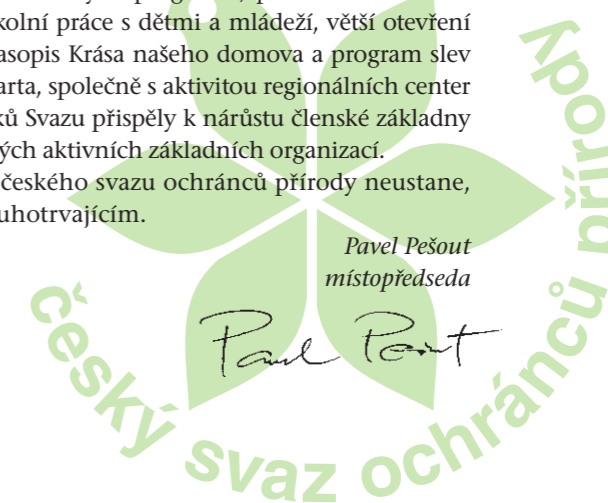 kolní práce s dětmi a mládeží, větší otevření
asopis Krása našeho domova a program slev
arta, společně s aktivitou regionálních center
ků Svazu přispěly k nárůstu členské základny
ých aktivních základních organizací.
českého svazu ochránců přírody neustane,
uhotrvajícím.
Pavel Pešout
místopředseda
český svaz ochránců přírody